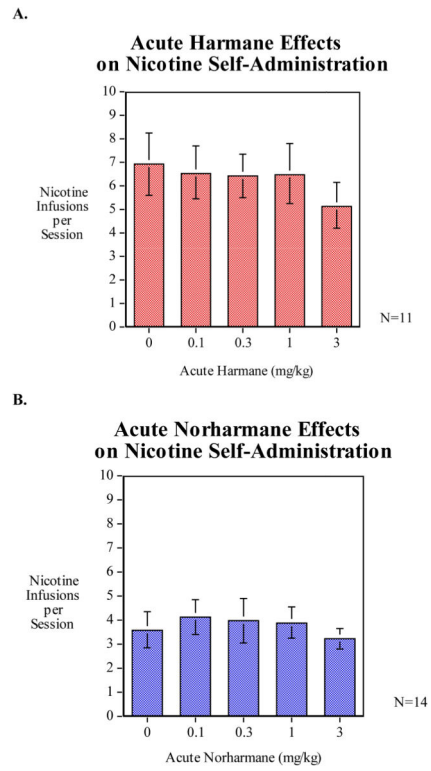 A.
Acute Harmane Effects
on Nicotine Self-Administration
10
9
8
7
6
5
4
3
2
1
0
Nicotine
Infusions
per
Session
0 0.1 0.3 1 3
N=11
Acute Harmane (mg/kg)
B.
Acute Norharmane Effects
on Nicotine Self-Administration
10
9
8
7
6
5
4
3
2
1
0
Nicotine
Infusions
per
Session
0 0.1 0.3 1 3
N=14
Acute Norharmane (mg/kg)